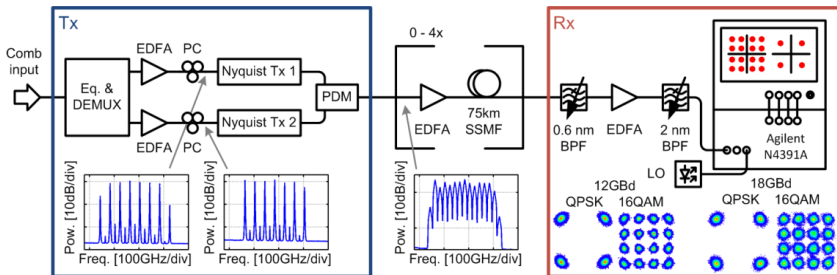 Tx
Comb
input
Eq. &
DEMUX
EDFA
PC
Nyquist Tx 1
EDFA
PC
Nyquist Tx 2
PDM
Pow. [10dB/div]
Freq. [100GHz/div]
Pow. [10dB/div]
Freq. [100GHz/div]
0 - 4x
EDFA
75km
SSMF
Pow. [10dB/div]
Freq. [100GHz/div]
Rx
0.6 nm
BPF
EDFA
2 nm
BPF
Agilent
N4391A
LO
12GBd
QPSK 16QAM
18GBd
QPSK 16QAM